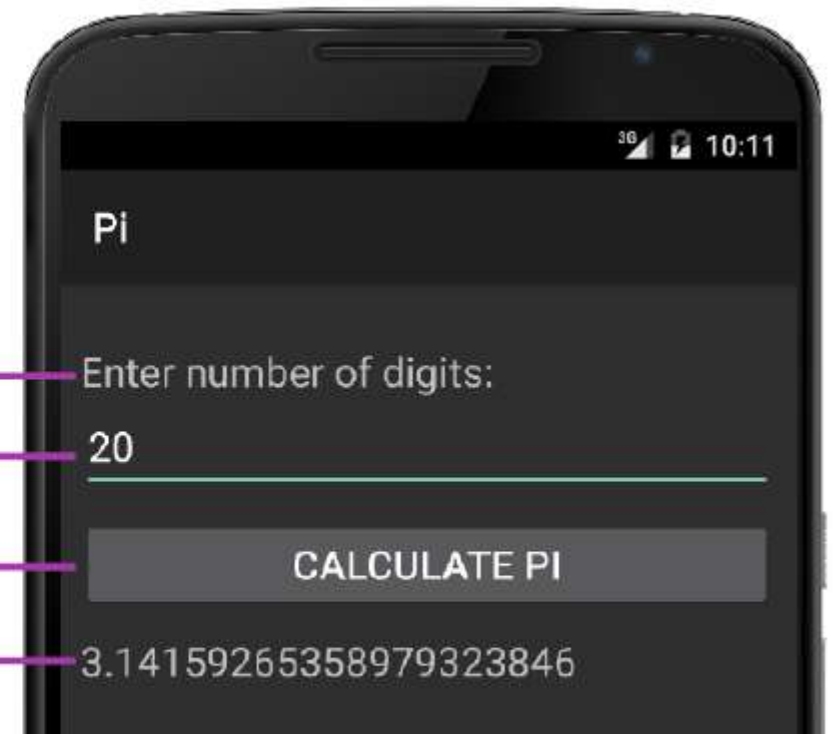 3G 10:11
Pi
Enter number of digits:
20
CALCULATE PI
3.14159265358979323846